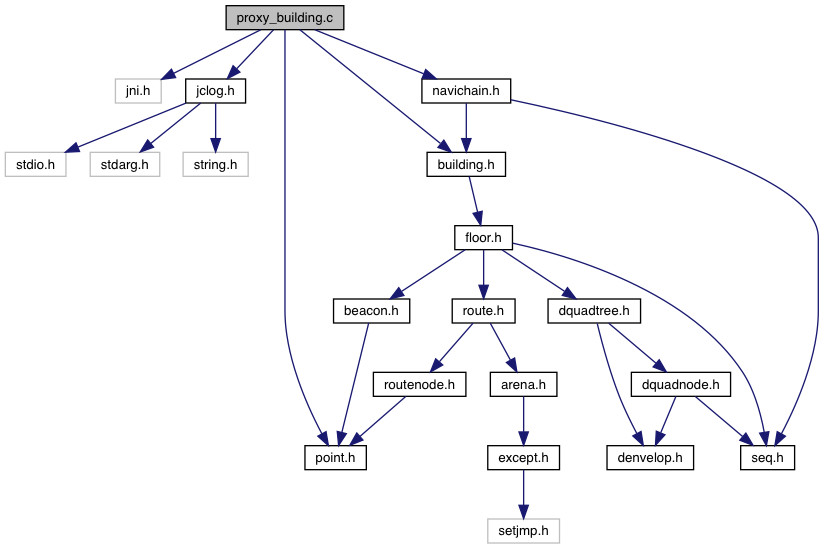 proxy_building.c
jni.h
jclog.h
navichain.h
stdio.h
stdarg.h
string.h
building.h
floor.h
beacon.h
route.h
dquadtree.h
routenode.h
arena.h
dquadnode.h
point.h
except.h
denvelop.h
seq.h
setjmp.h